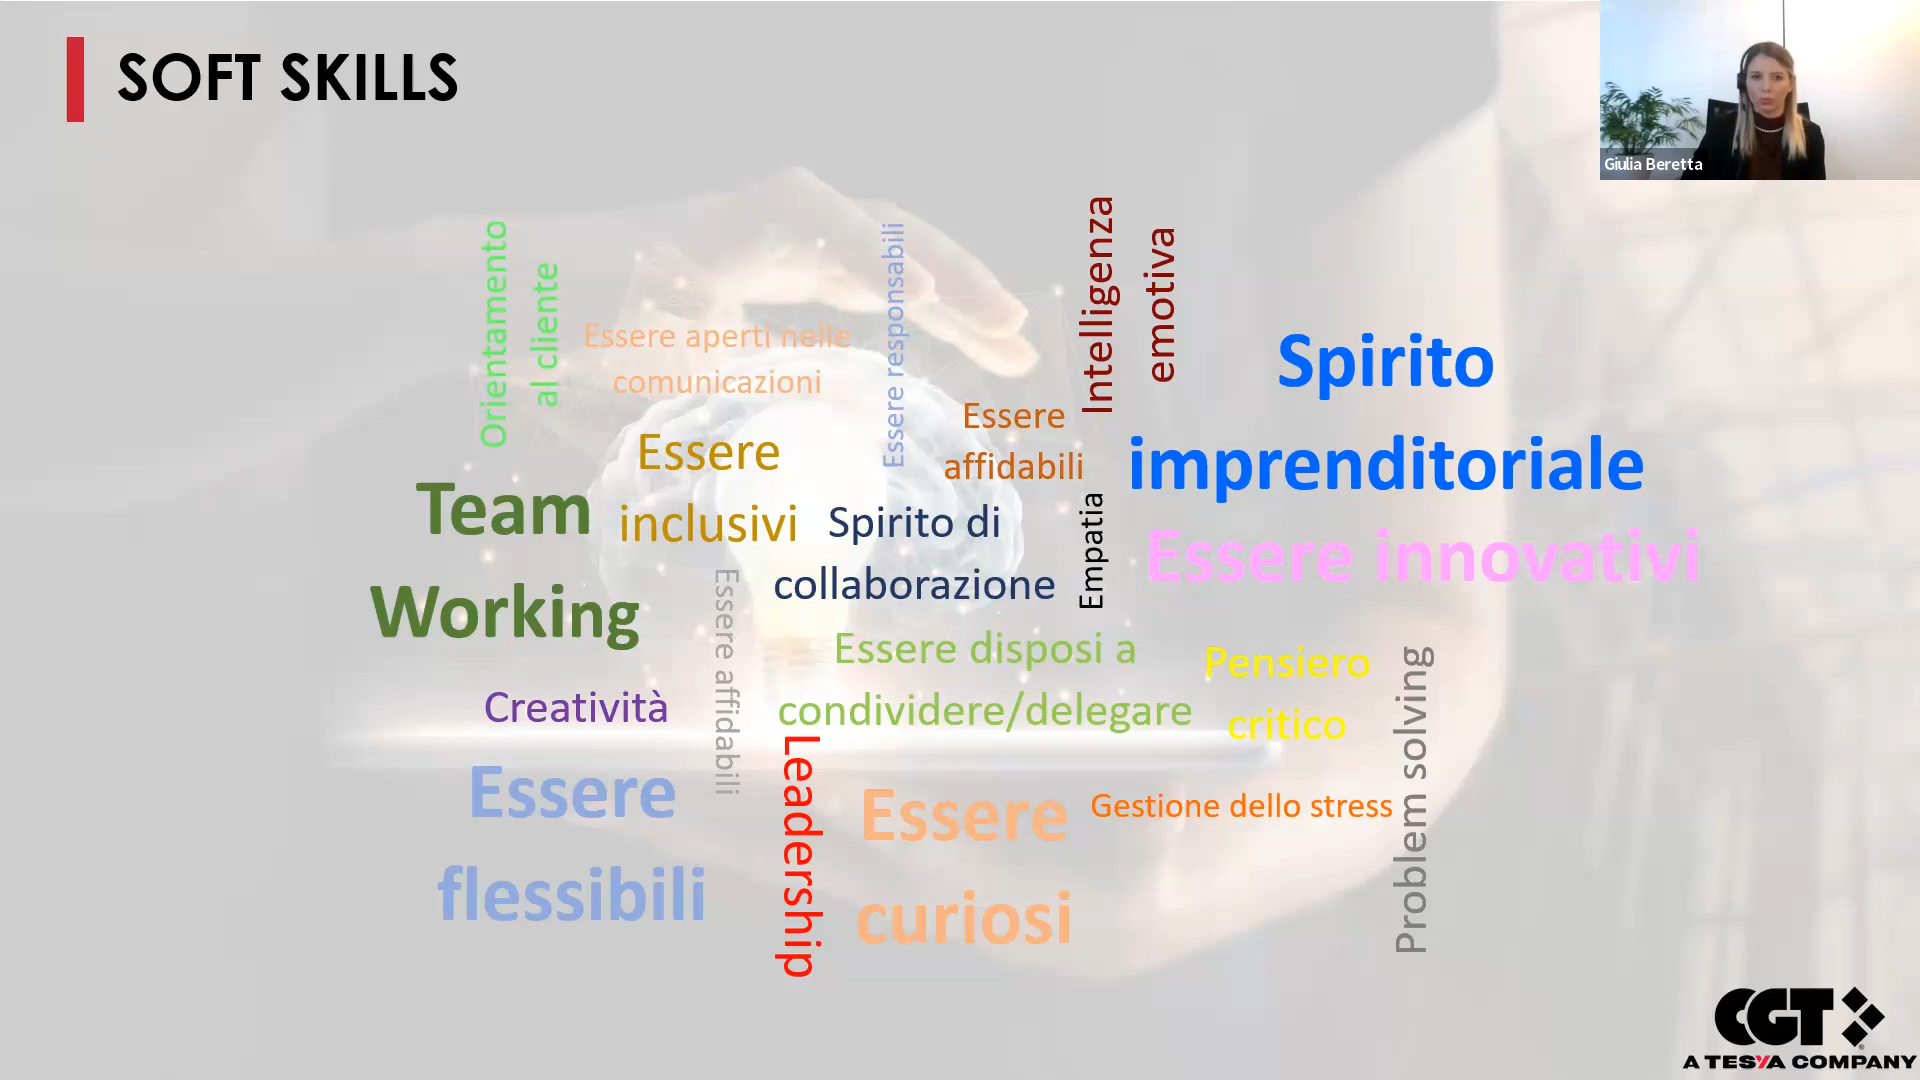 SOFT SKILLS
Giulia Beretta
Orientamento
al cliente
Essere aperti nelle
comunicazioni
Essere responsabili
Intelligenza
emotiva
Spirito
imprenditoriale
Essere
affidabili
Essere
inclusivi
Team
Working
Spirito di
collaborazione
Empatia
Essere innovativi
Essere affidabili
Essere disposi a
condividere/delegare
Pensiero
critico
Problem solving
Creatività
Essere
flessibili
Leadership
Essere
curiosi
Gestione dello stress
CGT
A TESYA COMPANY